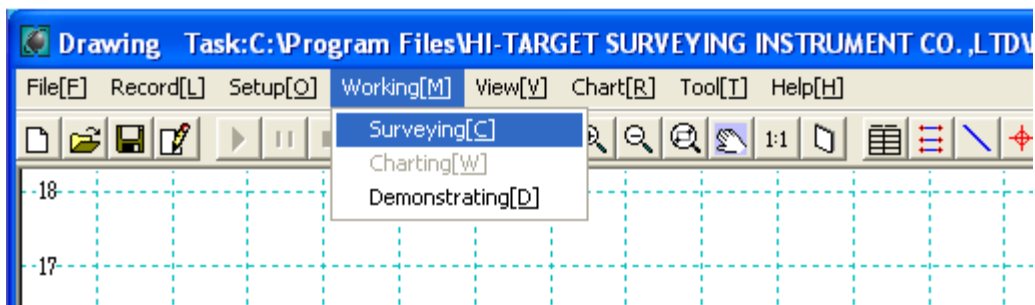 Drawing Task:C:\Program Files\HI-TARGET SURVEYING INSTRUMENT CO.,LTD\
File[F] Record[L] Setup[O] Working[M] View[V] Chart[R] Tool[T] Help[H]
Surveying[C]
1:1
Charting[W]
Demonstrating[D]
18
17